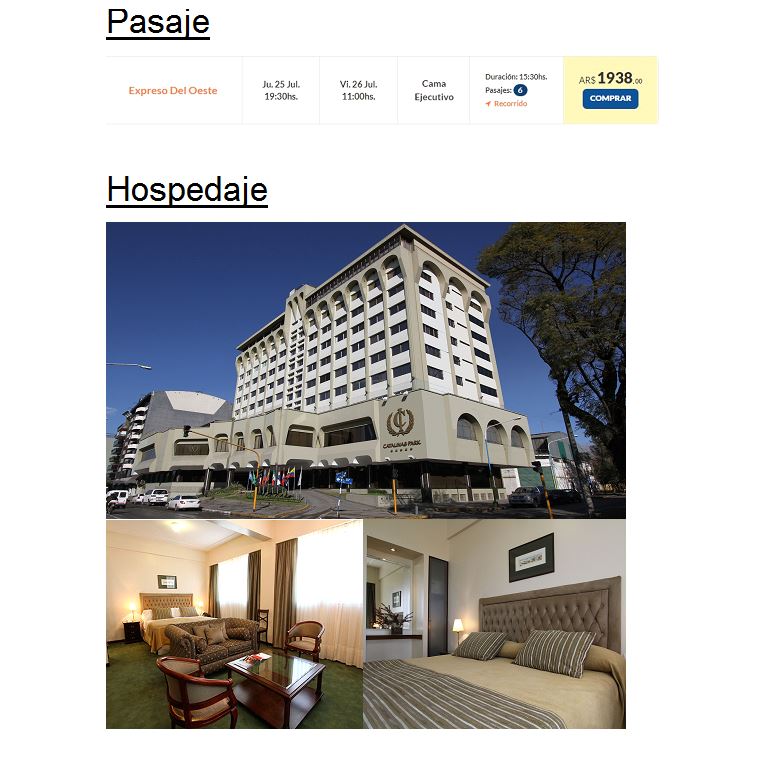 Pasaje
Expreso Del Oeste
Ju. 25 Jul.
19:30hs.
Vi. 26 Jul.
11:00hs.
Cama
Ejecutivo
Duración: 15:30hs.
Pasajes: 6
Recorrido
ARS 1938.00
COMPRAR
Hospedaje
CATALINAS PARK